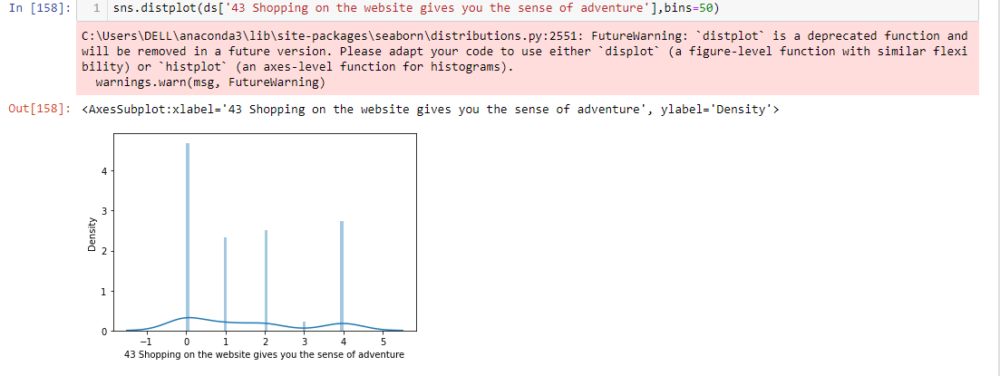 In [158]: 1 sns.distplot(ds['43 Shopping on the website gives you the sense of adventure'],bins=50)
C:\Users\DELL\anaconda3\lib\site-packages\seaborn\distributions.py:2551: FutureWarning: `distplot` is a deprecated function and
will be removed in a future version. Please adapt your code to use either `displot` (a figure-level function with similar flexi
bility) or `histplot` (an axes-level function for histograms).
warnings.warn(msg, FutureWarning)
Out[158]: <AxesSubplot:xlabel='43 Shopping on the website gives you the sense of adventure', ylabel='Density'>
4
3
2
1
0
Density
−1 0 1 2 3 4 5
43 Shopping on the website gives you the sense of adventure